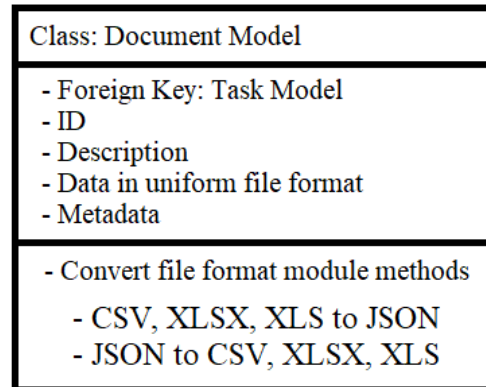 Class: Document Model
- Foreign Key: Task Model
- ID
- Description
- Data in uniform file format
- Metadata
- Convert file format module methods
- CSV, XLSX, XLS to JSON
- JSON to CSV, XLSX, XLS